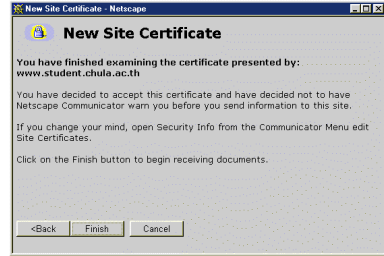 New Site Certificate - Netscape
New Site Certificate
You have finished examining the certificate presented by:
www.student.chula.ac.th
You have decided to accept this certificate and have decided not to have
Netscape Communicator warn you before you send information to this site.
If you change your mind, open Security Info from the Communicator Menu edit
Site Certificates.
Click on the Finish button to begin receiving documents.
<Back Finish Cancel